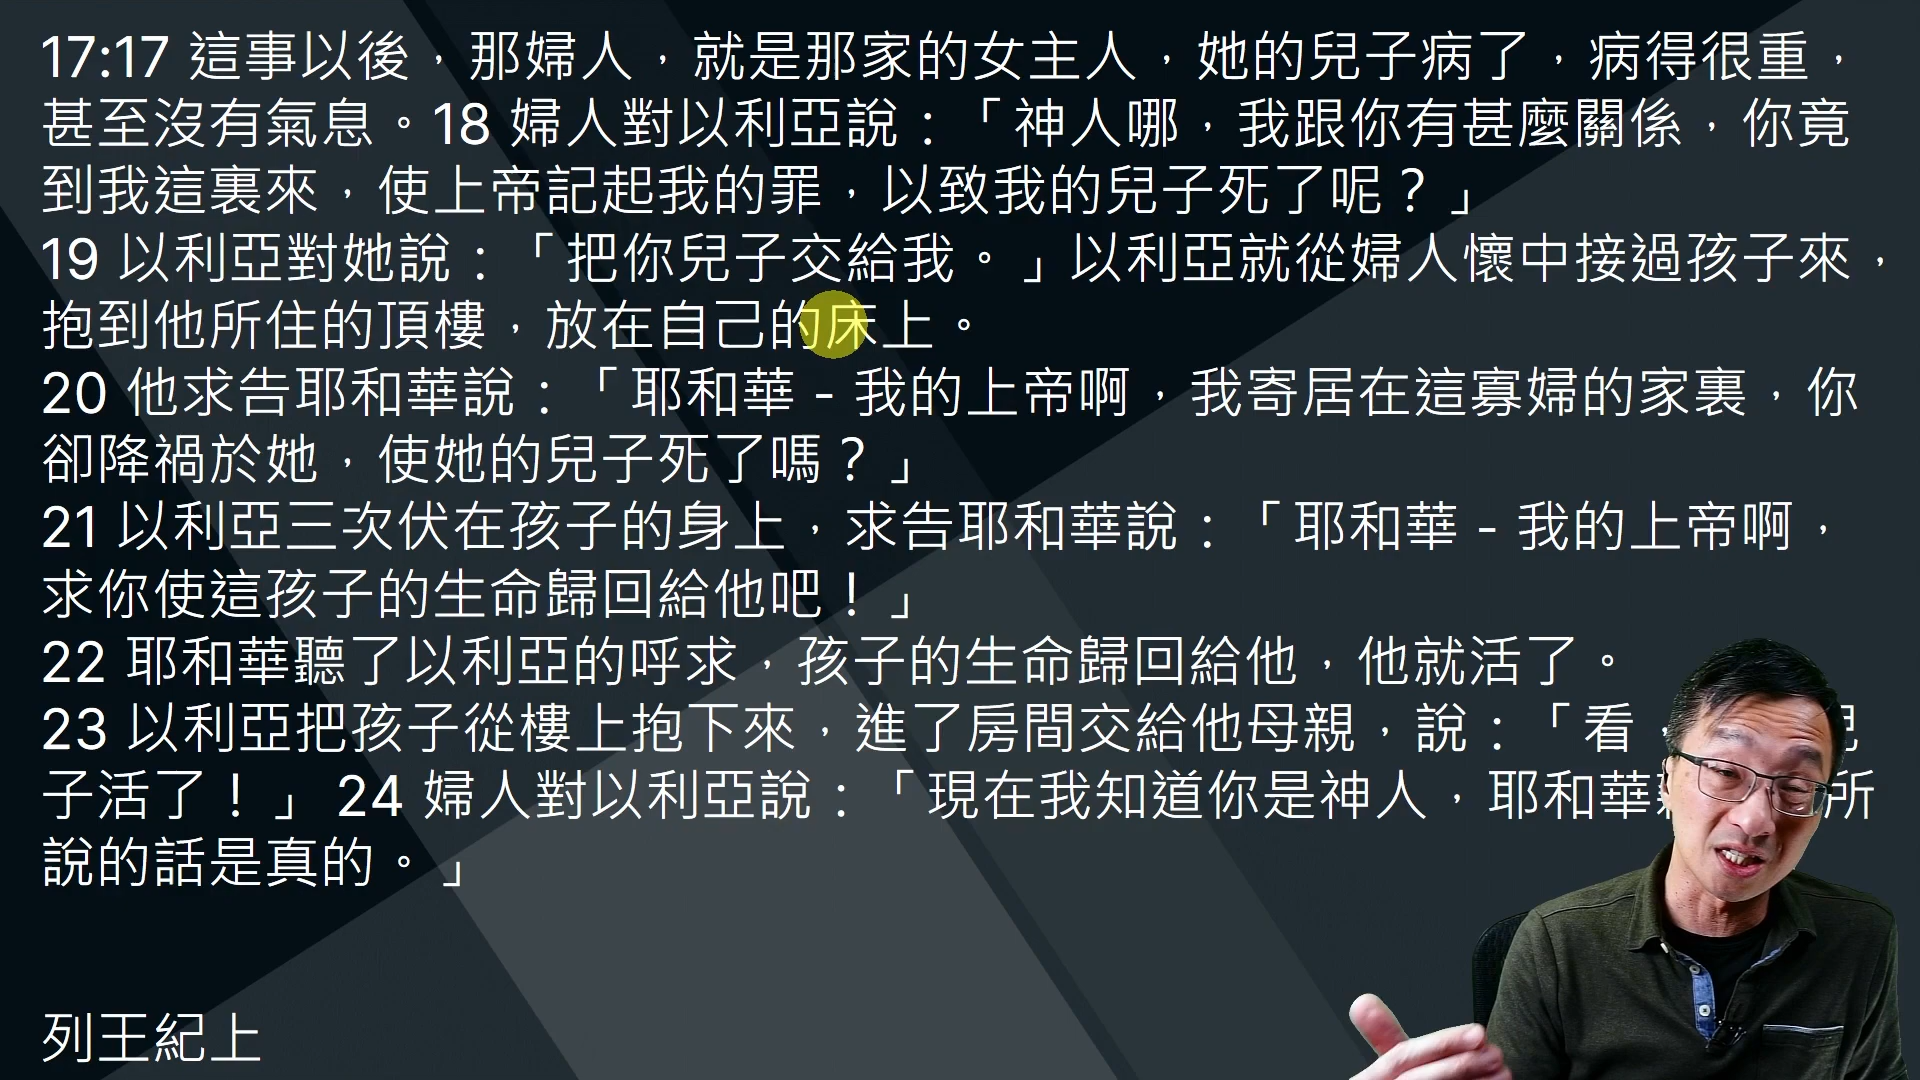 17:17 這事以後，那婦人，就是那家的女主人，她的兒子病了，病得很重，
甚至沒有氣息。18 婦人對以利亞說：「神人哪，我跟你有甚麼關係，你竟
到我這裏來，使上帝記起我的罪，以致我的兒子死了呢？」
19 以利亞對她說：「把你兒子交給我。」以利亞就從婦人懷中接過孩子來，
抱到他所住的頂樓，放在自己的床上。
20 他求告耶和華說：「耶和華－我的上帝啊，我寄居在這寡婦的家裏，你
卻降禍於她，使她的兒子死了嗎？」
21 以利亞三次伏在孩子的身上，求告耶和華說：「耶和華－我的上帝啊，
求你使這孩子的生命歸回給他吧！」
22 耶和華聽了以利亞的呼求，孩子的生命歸回給他，他就活了。
23 以利亞把孩子從樓上抱下來，進了房間交給他母親，說：「看，
子活了！」 24 婦人對以利亞說：「現在我知道你是神人，耶和華 所
說的話是真的。」
列王紀上